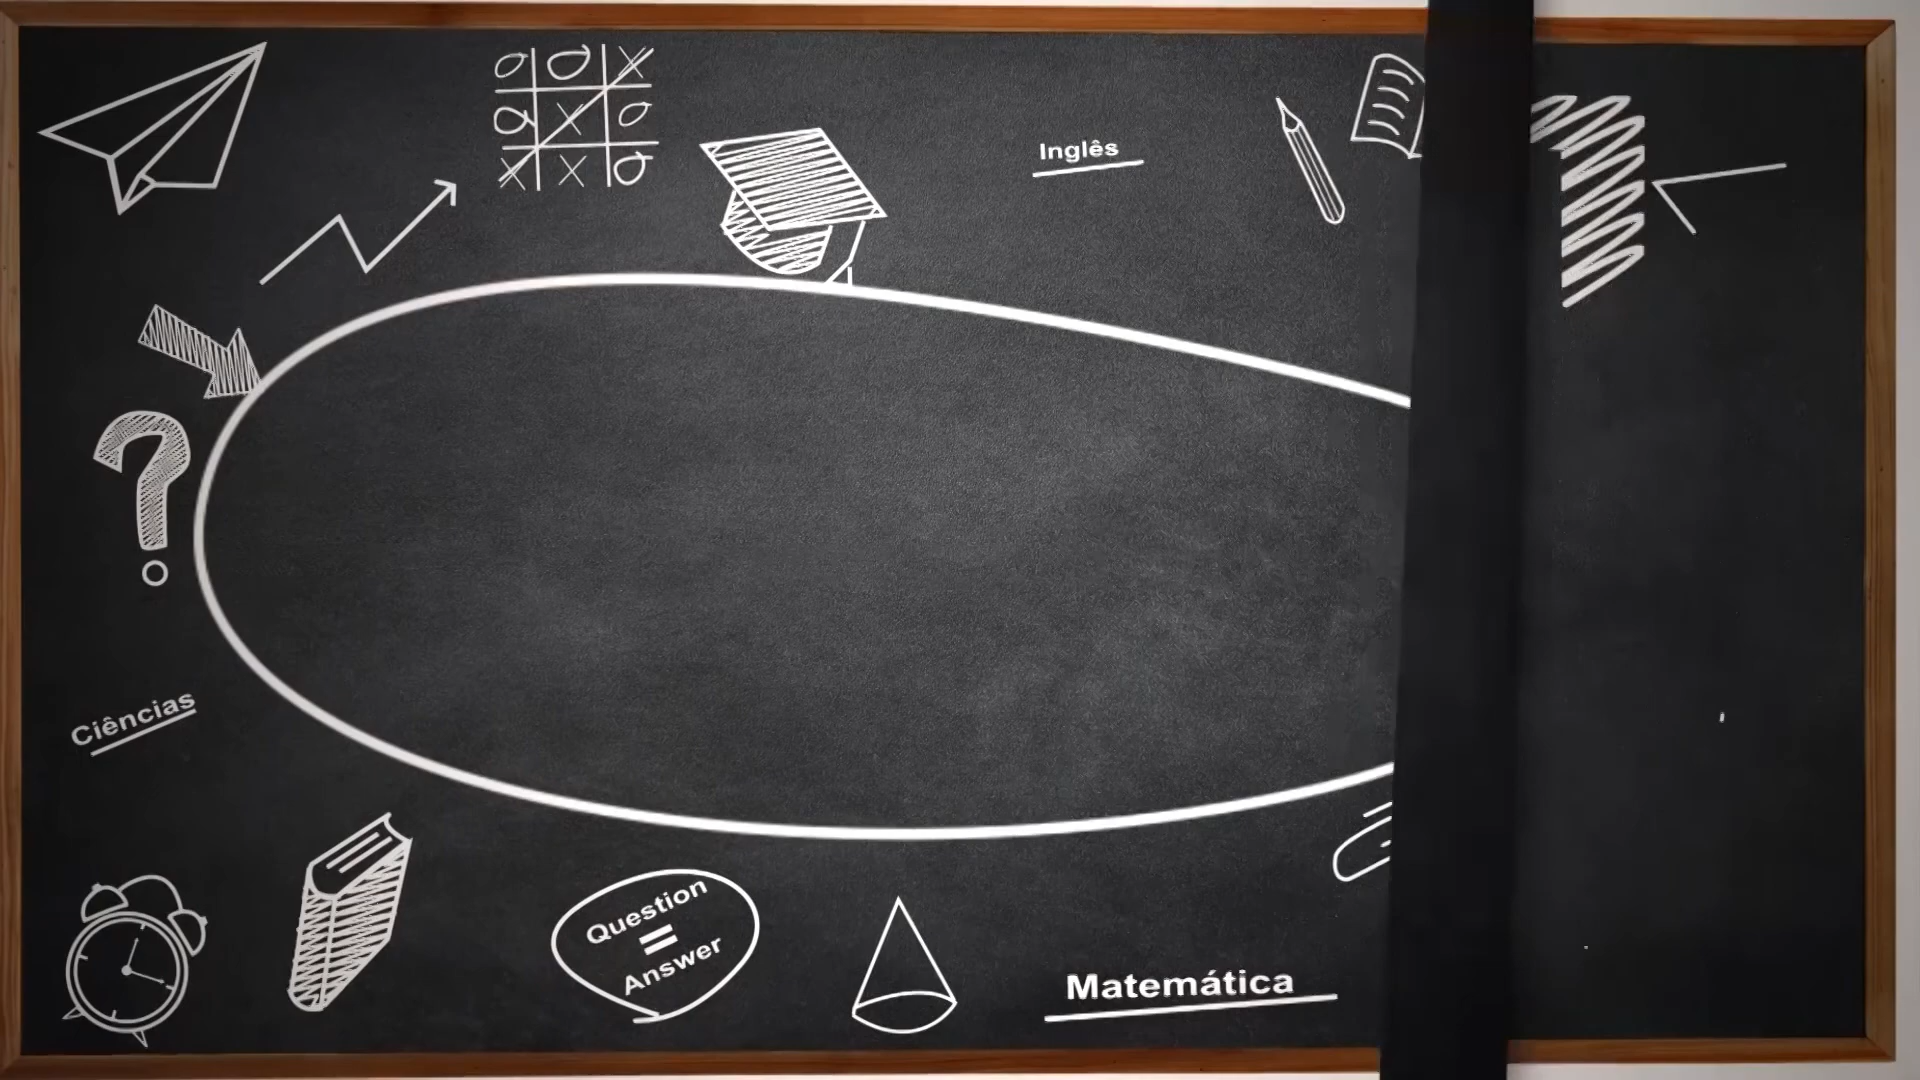 O O X
O X O
X X O
Inglês
?
Ciências
Question
=
Answer
Matemática